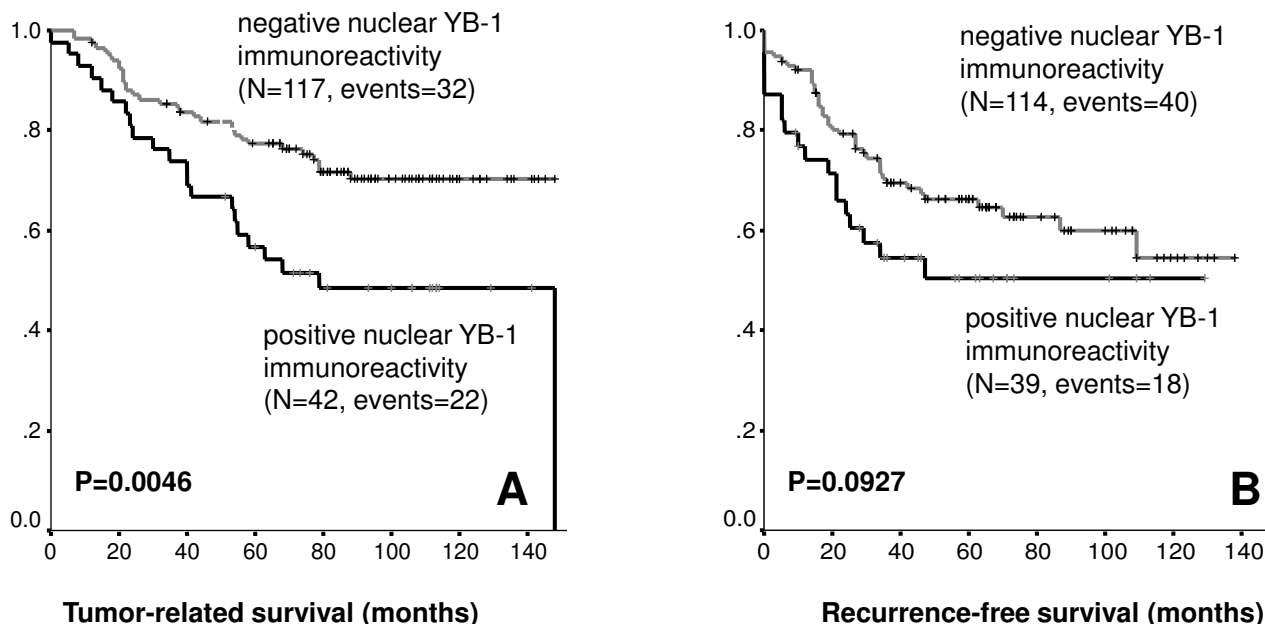 1.0
.8
.6
.4
.2
0.0
negative nuclear YB-1
immunoreactivity
(N=117, events=32)
positive nuclear YB-1
immunoreactivity
(N=42, events=22)
P=0.0046
A
0 20 40 60 80 100 120 140
Tumor-related survival (months)
1.0
.8
.6
.4
.2
0.0
negative nuclear YB-1
immunoreactivity
(N=114, events=40)
positive nuclear YB-1
immunoreactivity
(N=39, events=18)
P=0.0927
B
0 20 40 60 80 100 120 140
Recurrence-free survival (months)